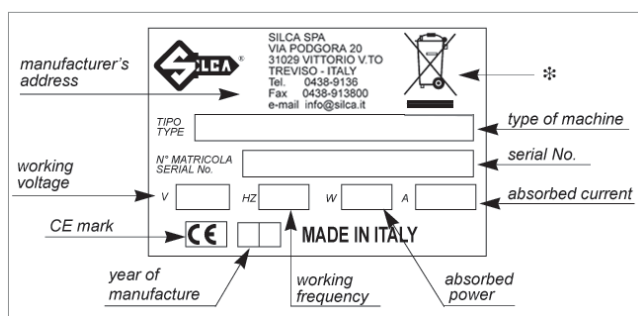 SILCA®
SILCA SPA
VIA PODGORA 20
31029 VITTORIO V.TO
TREVISO - ITALY
Tel. 0438-9136
Fax 0438-913800
e-mail info@silca.it
manufacturer's
address
*
TIPO
TYPE
type of machine
N° MATRICOLA
SERIAL No.
serial No.
working
voltage
V
HZ
W
A
absorbed current
CE mark
CE
MADE IN ITALY
year of
manufacture
working
frequency
absorbed
power